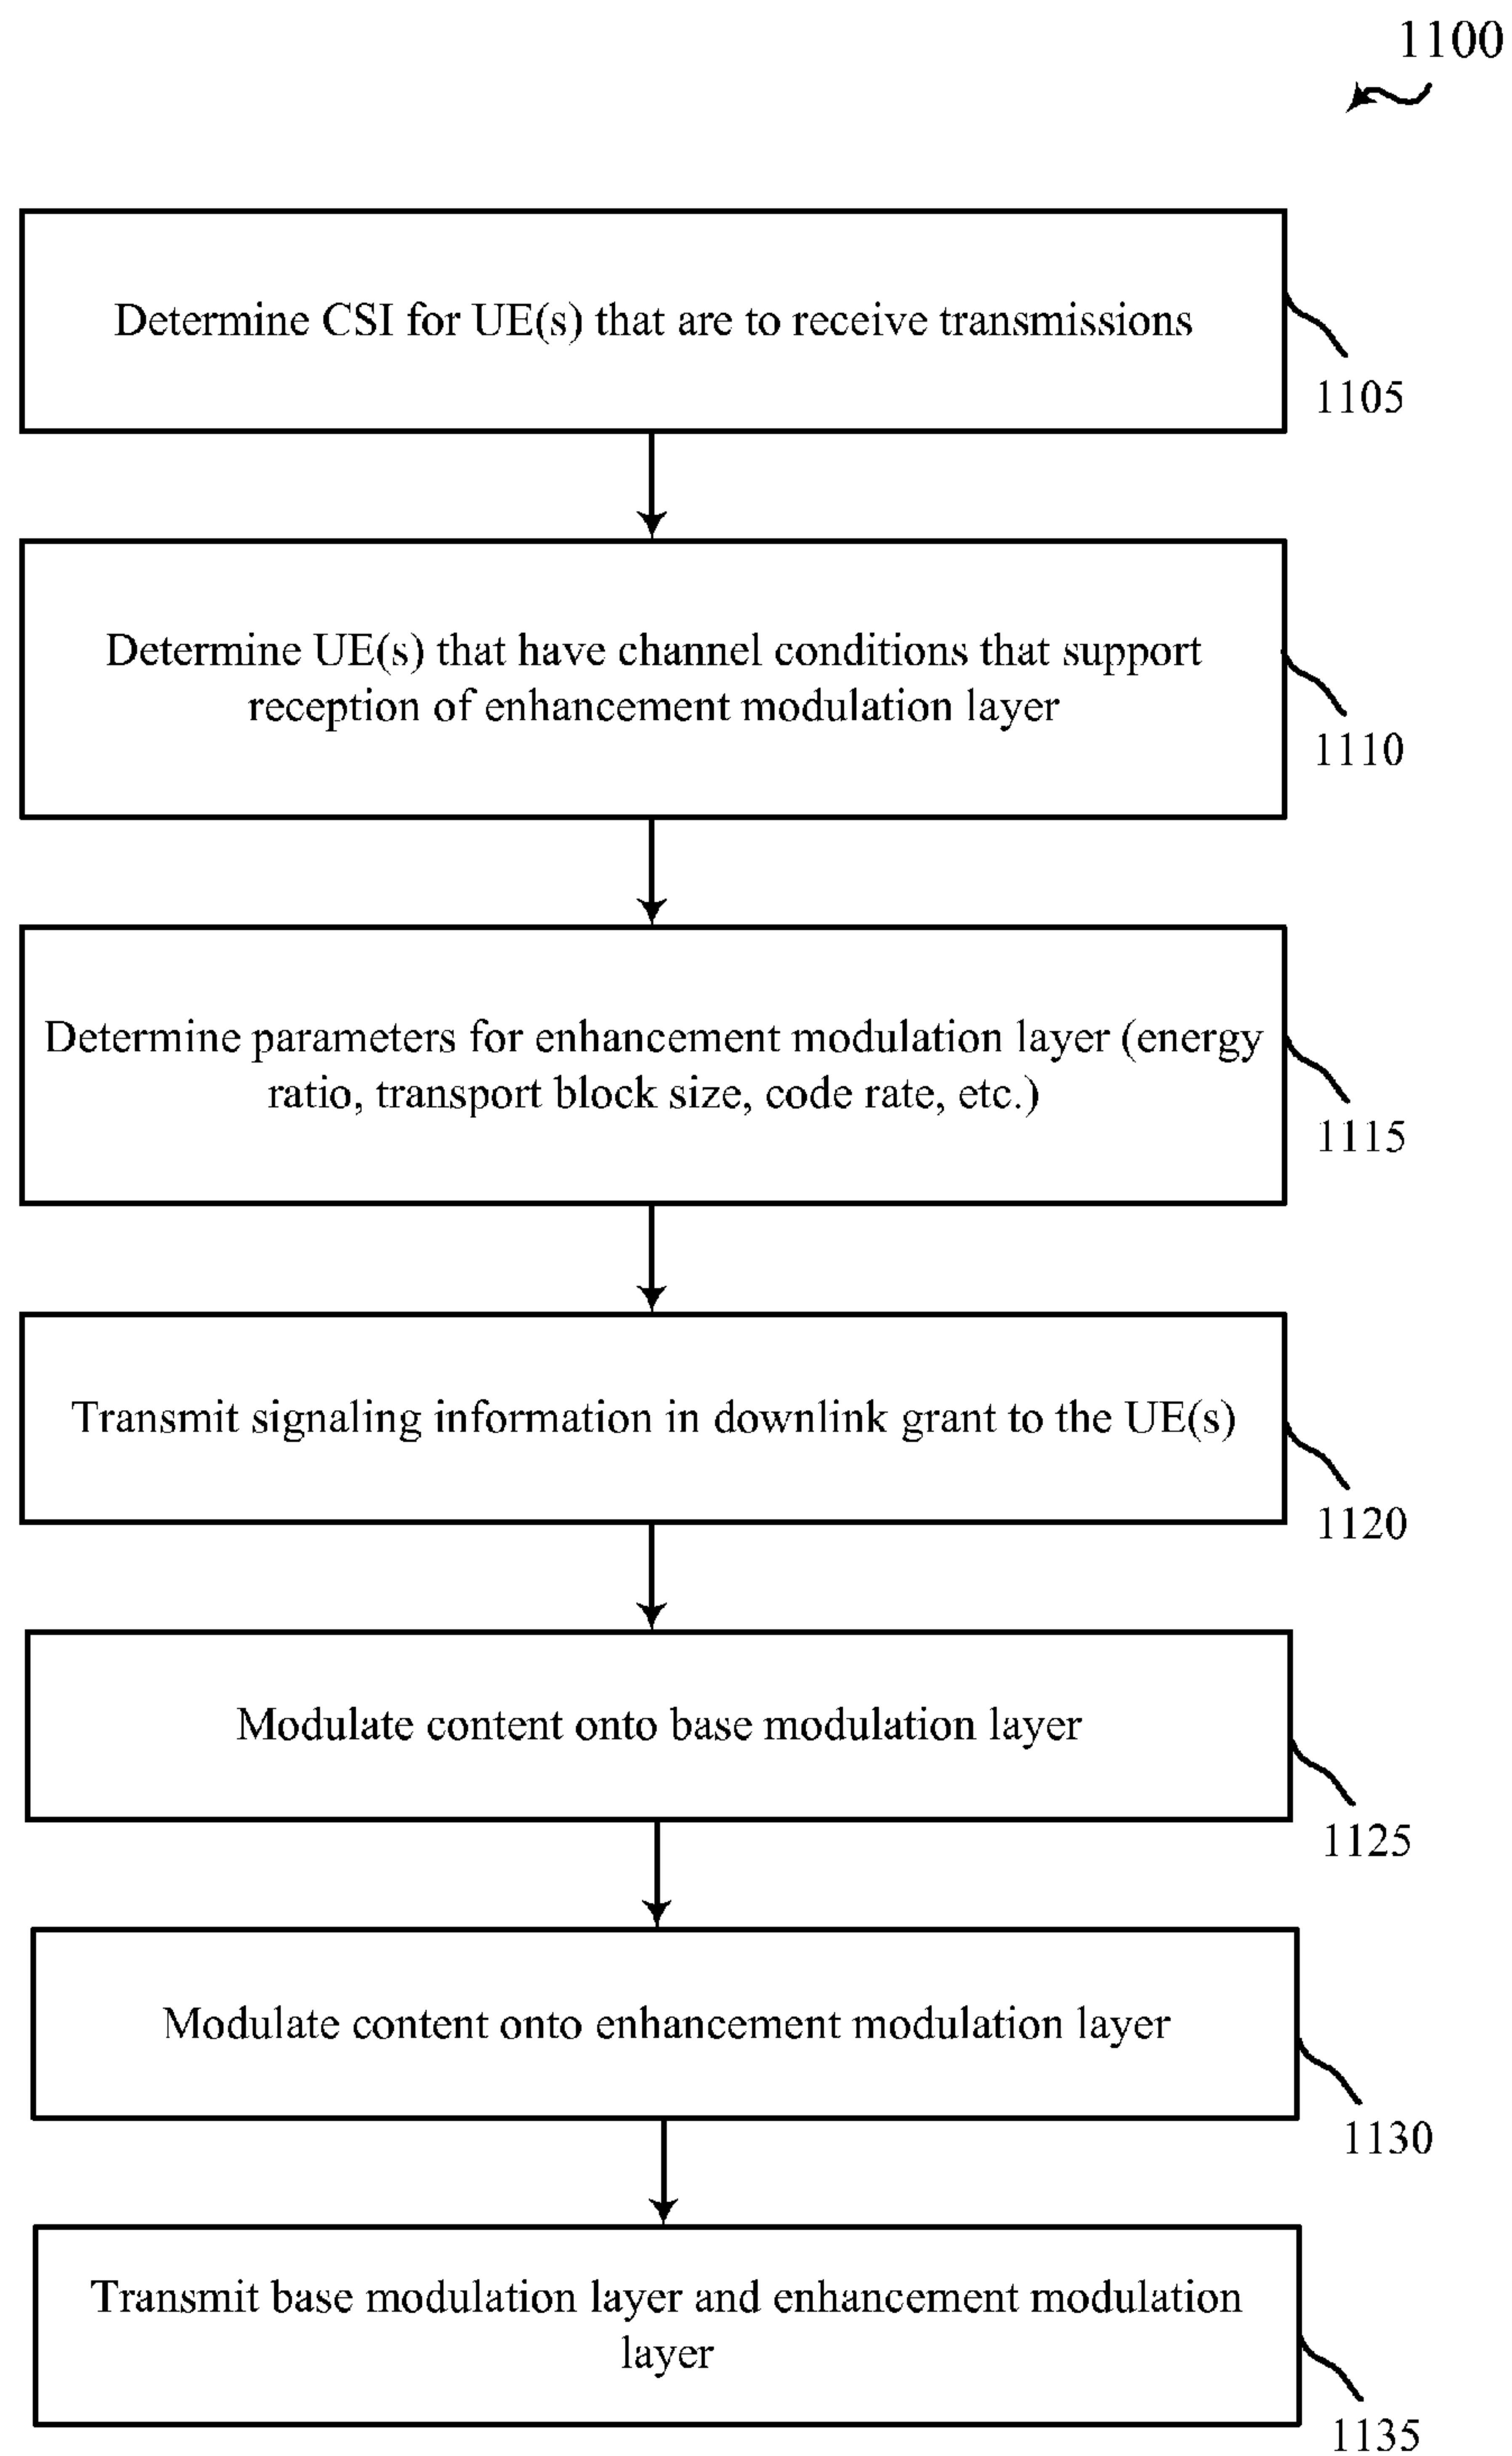 1100
Determine CSI for UE(s) that are to receive transmissions
1105
Determine UE(s) that have channel conditions that support
reception of enhancement modulation layer
1110
Determine parameters for enhancement modulation layer (energy
ratio, transport block size, code rate, etc.)
1115
Transmit signaling information in downlink grant to the UE(s)
1120
Modulate content onto base modulation layer
1125
Modulate content onto enhancement modulation layer
1130
Transmit base modulation layer and enhancement modulation
layer
1135